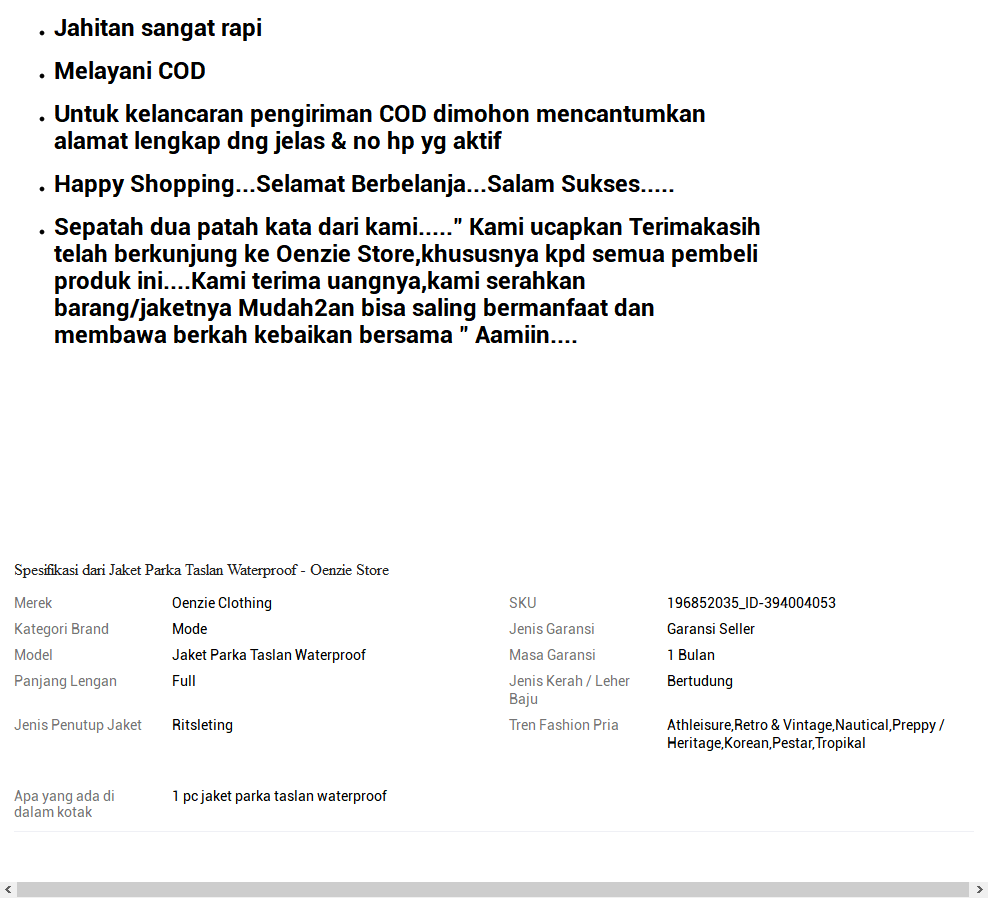 Jahitan sangat rapi
Melayani COD
Untuk kelancaran pengiriman COD dimohon mencantumkan
alamat lengkap dng jelas & no hp yg aktif
Happy Shopping...Selamat Berbelanja...Salam Sukses.....
Sepatah dua patah kata dari kami....." Kami ucapkan Terimakasih
telah berkunjung ke Oenzie Store,khususnya kpd semua pembeli
produk ini....Kami terima uangnya,kami serahkan
barang/jaketnya Mudah2an bisa saling bermanfaat dan
membawa berkah kebaikan bersama " Aamiin....
Spesifikasi dari Jaket Parka Taslan Waterproof - Oenzie Store
Merek Oenzie Clothing SKU 196852035_ID-394004053
Kategori Brand Mode Jenis Garansi Garansi Seller
Model Jaket Parka Taslan Waterproof Masa Garansi 1 Bulan
Panjang Lengan Full Jenis Kerah / Leher Bertudung
Baju
Jenis Penutup Jaket Ritsleting Tren Fashion Pria Athleisure,Retro & Vintage,Nautical,Preppy /
Heritage,Korean,Pestar,Tropikal
Apa yang ada di 1 pc jaket parka taslan waterproof
dalam kotak